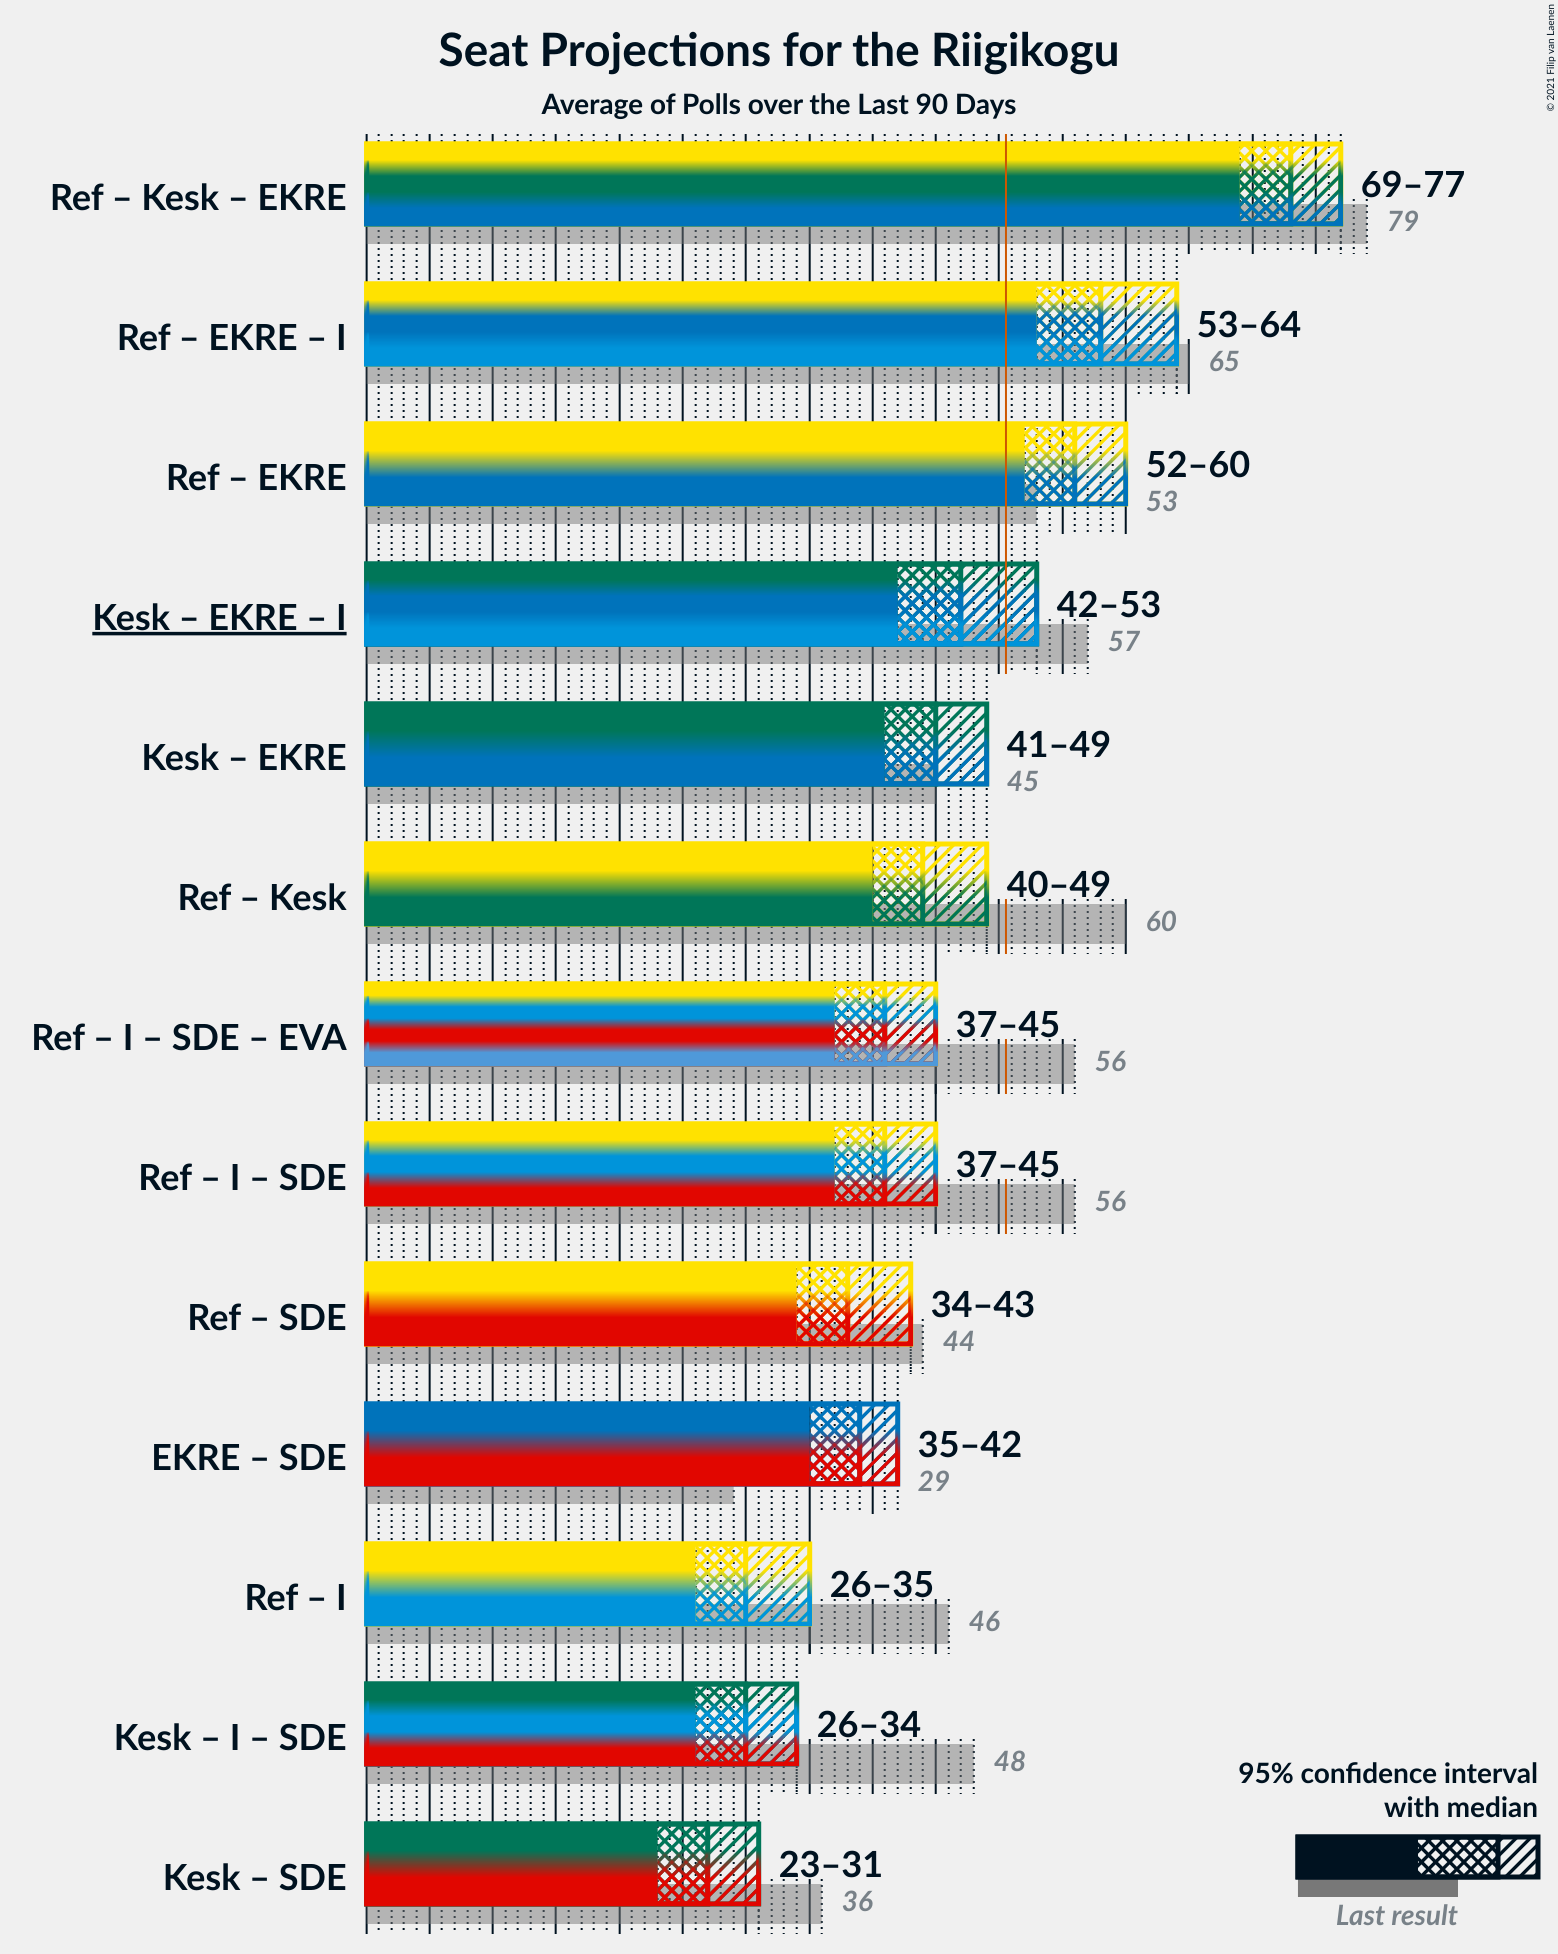 Seat Projections for the Riigikogu
Average of Polls over the Last 90 Days
© 2021 Filip van Laenen
Ref – Kesk – EKRE
69–77
79
Ref – EKRE – I
53–64
65
Ref – EKRE
52–60
53
Kesk – EKRE – I
42–53
57
Kesk – EKRE
41–49
45
Ref – Kesk
40–49
60
Ref – I – SDE – EVA
37–45
56
Ref – I – SDE
37–45
56
Ref – SDE
34–43
44
EKRE – SDE
35–42
29
Ref – I
26–35
46
Kesk – I – SDE
26–34
48
Kesk – SDE
23–31
36
95% confidence interval
with median
Last result